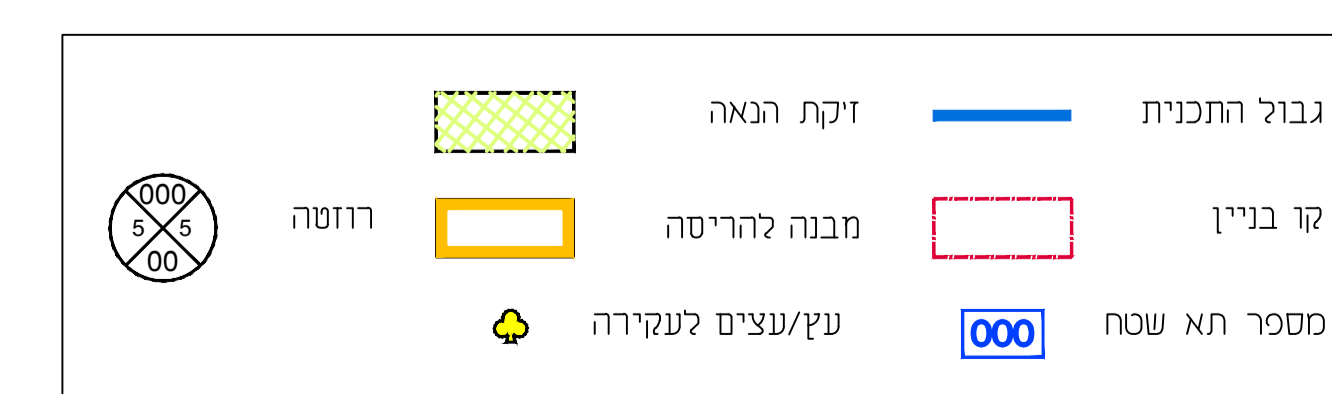 גבול התכנית
קו בניין
מספר תא שטח
000
זיקת הנאה
מבנה להריסה
עץ/עצים לעקירה
רוזטה
000
5 5
00